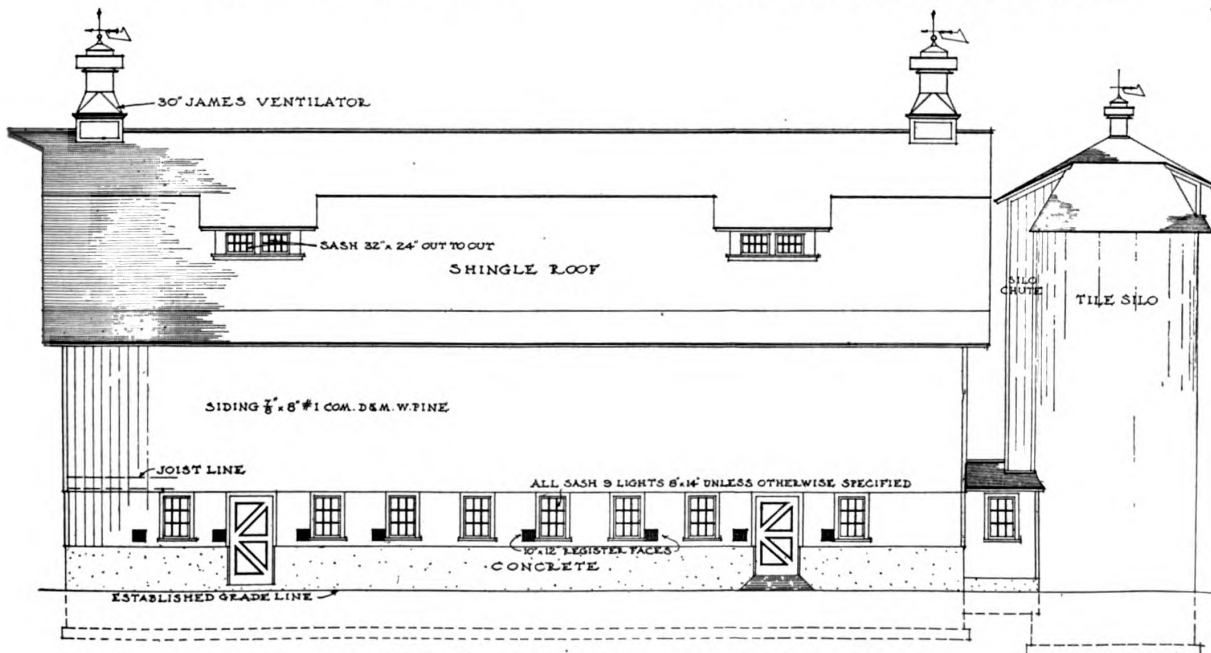 30" JAMES VENTILATOR
SASH 32" x 24" OUT TO OUT
SHINGLE ROOF
SILO
CHUTE
TILE SILO
SIDING 7/8" x 8" #1 COM. D&M. W. PINE
JOIST LINE
ALL SASH 9 LIGHTS 8"x14" UNLESS OTHERWISE SPECIFIED
10"x12" REGISTER FACES
CONCRETE
ESTABLISHED GRADE LINE